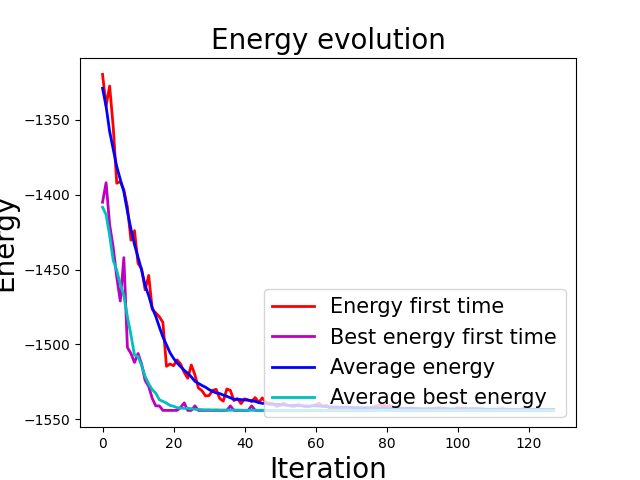 Energy evolution
Energy
−1350
−1400
−1450
−1500
−1550
Energy first time
Best energy first time
Average energy
Average best energy
0 20 40 60 80 100 120
Iteration